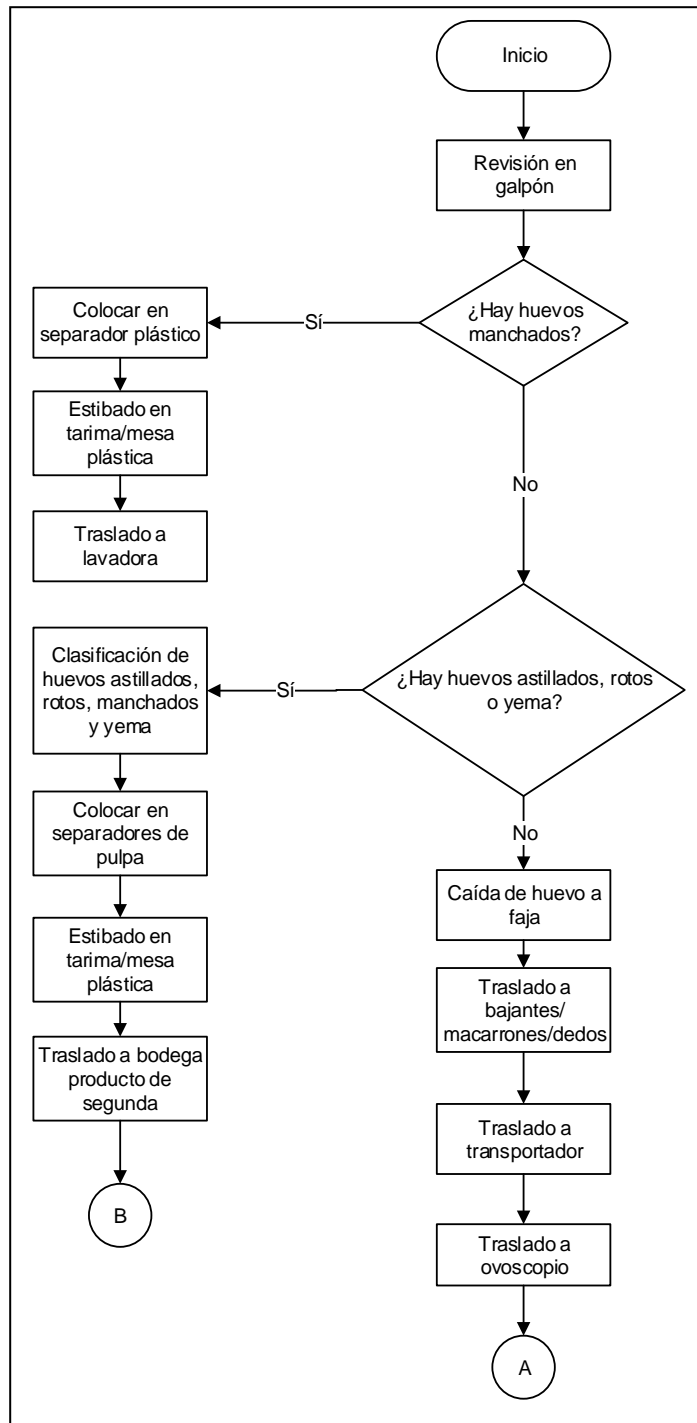 Inicio
Revisión en
galpón
¿Hay huevos
manchados?
Sí
Colocar en
separador plástico
Estibado en
tarima/mesa
plástica
Traslado a
lavadora
No
¿Hay huevos astillados, rotos
o yema?
Sí
Clasificación de
huevos astillados,
rotos, manchados
y yema
Colocar en
separadores de
pulpa
Estibado en
tarima/mesa
plástica
Traslado a bodega
producto de
segunda
B
No
Caída de huevo a
faja
Traslado a
bajantes/
macarrones/dedos
Traslado a
transportador
Traslado a
ovoscopio
A